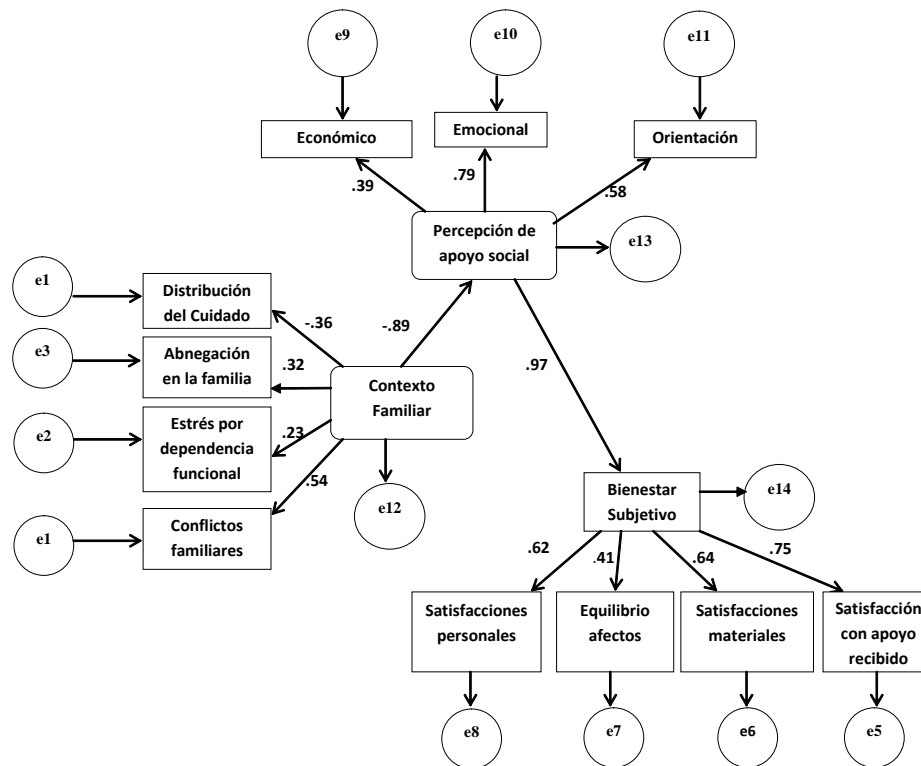 e9
e10
e11
Económico
Emocional
Orientación
.39
.79
.58
Percepción de
apoyo social
e13
e1
Distribución
del Cuidado
-.36
-.89
e3
Abnegación
en la familia
.32
Contexto
Familiar
.97
e2
Estrés por
dependencia
funcional
.23
.54
e12
e1
Conflictos
familiares
Bienestar
Subjetivo
e14
.62
.41
.64
.75
Satisfacciones
personales
Equilibrio
afectos
Satisfacciones
materiales
Satisfacción
con apoyo
recibido
e8
e7
e6
e5